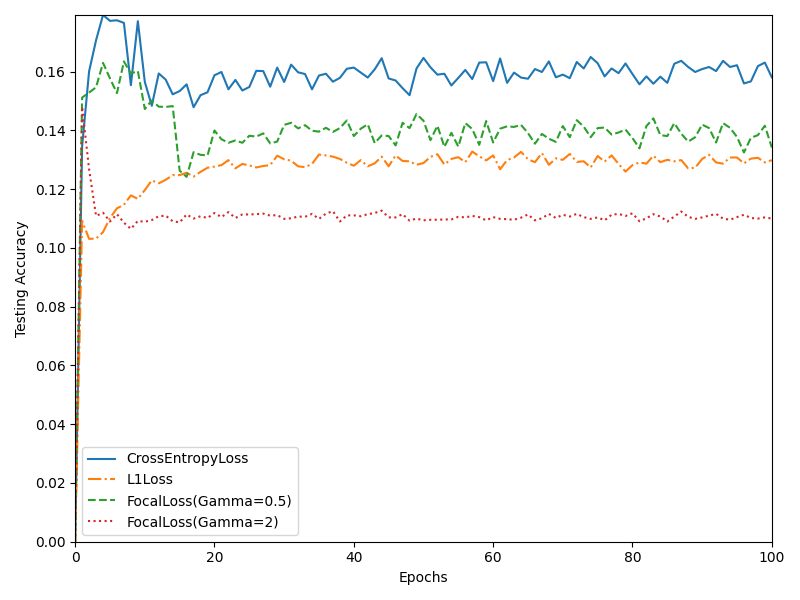 0.16
0.14
0.12
0.10
0.08
0.06
0.04
0.02
0.00
Testing Accuracy
CrossEntropyLoss
L1Loss
FocalLoss(Gamma=0.5)
FocalLoss(Gamma=2)
0 20 40 60 80 100
Epochs